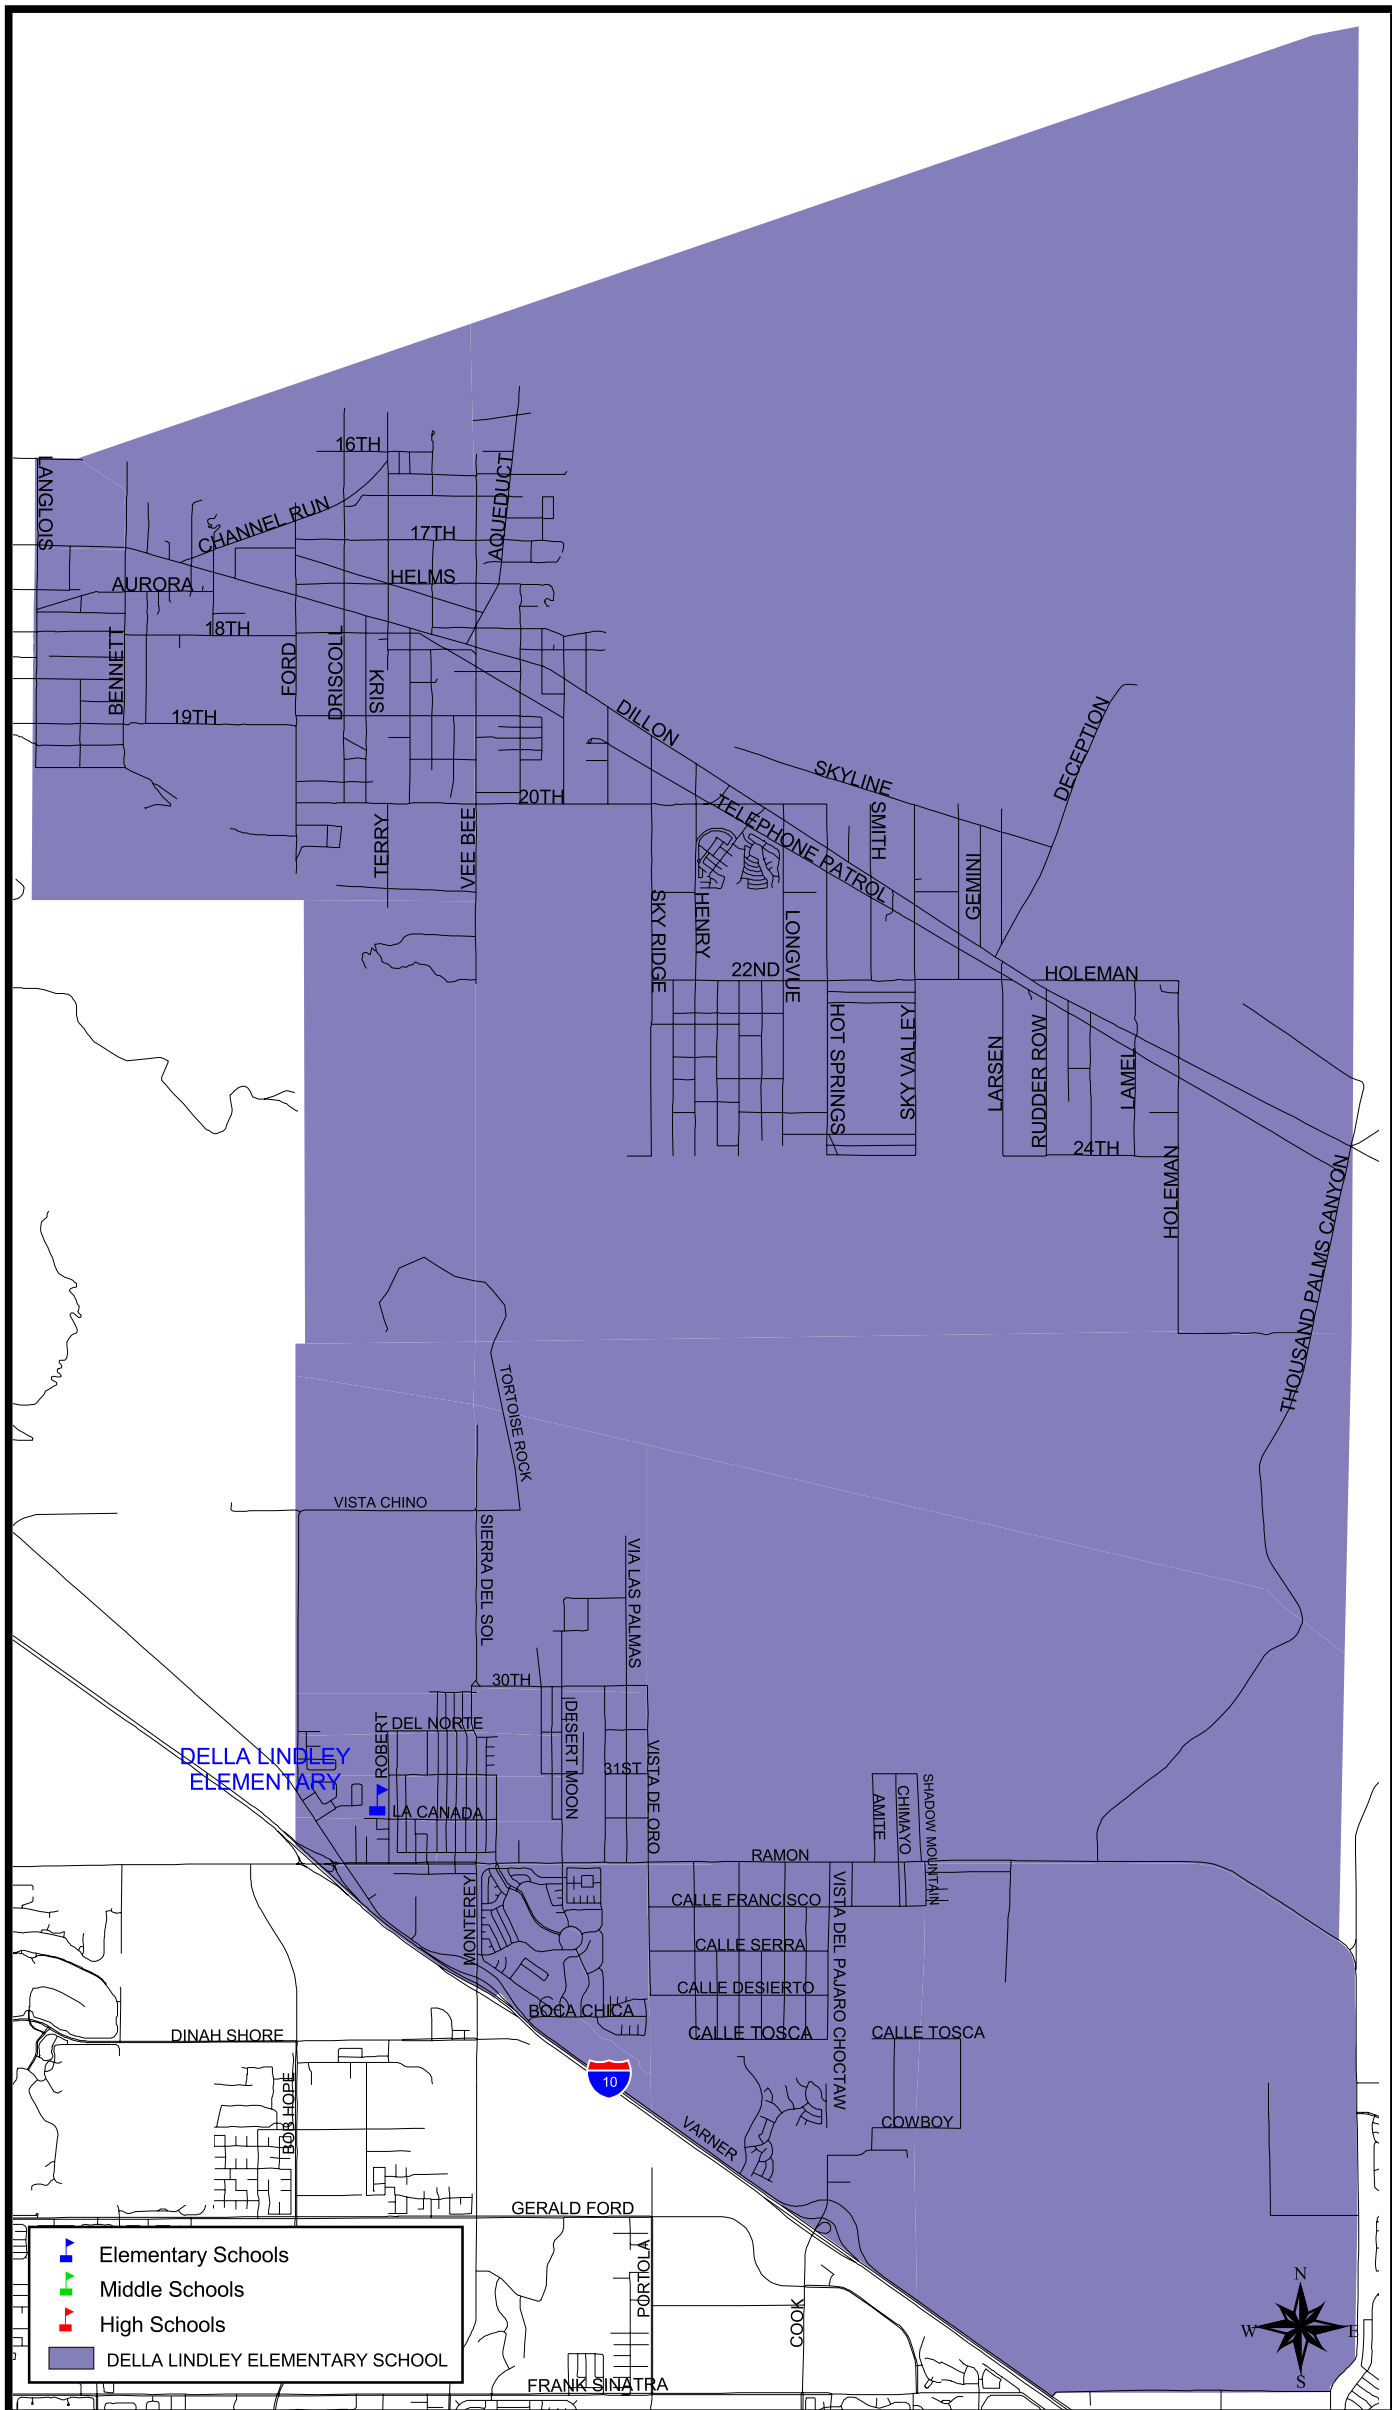 16TH
LANGLOIS
CHANNEL RUN
AQUEDUCT
17TH
HELMS
AURORA
18TH
BENNETT
FORD
DRISCOLL
KRIS
19TH
DILLON
DECEPTION
SKYLINE
20TH
TELEPHONE PATROL
SMITH
TERRY
VEE BEE
GEMINI
SKY RIDGE
HENRY
LONGVUE
22ND
HOLEMAN
HOT SPRINGS
SKY VALLEY
LARSEN
RUDDER ROW
LAMEL
24TH
HOLEMAN
THOUSAND PALMS CANYON
TORTOISE ROCK
VISTA CHINO
SIERRA DEL SOL
VIA LAS PALMAS
30TH
ROBERT
DEL NORTE
DESERT MOON
VISTA DE ORO
31ST
DELLA LINDLEY
ELEMENTARY
LA CANADA
AMITE
CHIMAYO
SHADOW MOUNTAIN
RAMON
MONTEREY
CALLE FRANCISCO
VISTA DEL PAJARO CHOCTAW
CALLE SERRA
CALLE DESIERTO
BOCA CHICA
CALLE TOSCA
CALLE TOSCA
DINAH SHORE
BOB HOPE
10
VARNER
COWBOY
GERALD FORD
PORTOLA
COOK
FRANK SINATRA
Elementary Schools
Middle Schools
High Schools
DELLA LINDLEY ELEMENTARY SCHOOL
N
W
E
S